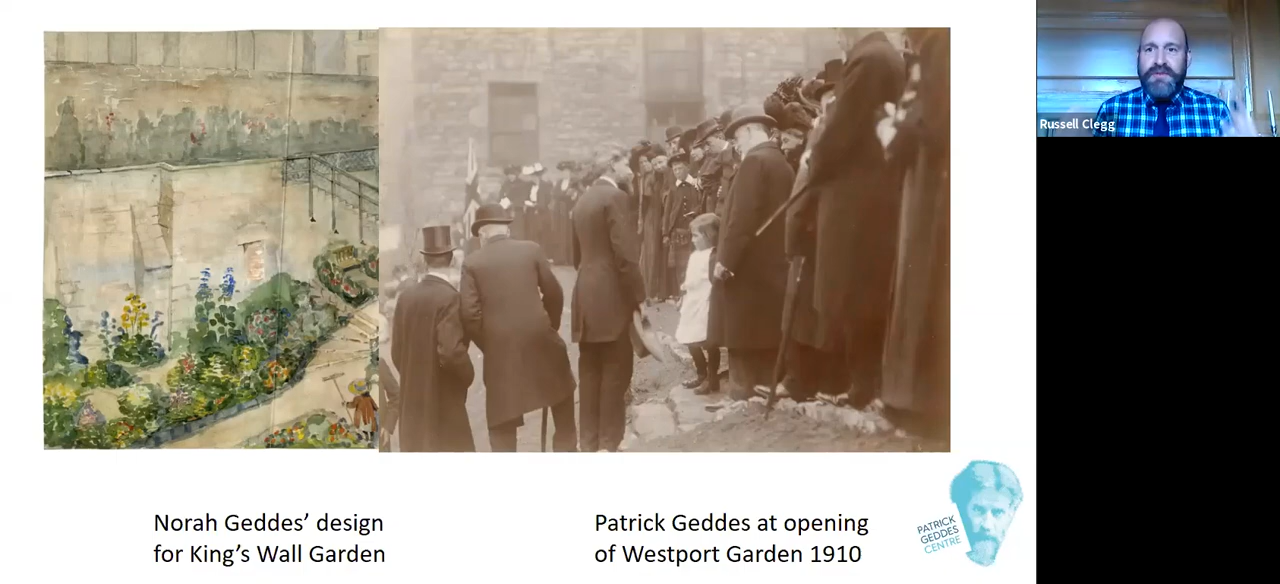 Russell Clegg
Norah Geddes’ design
for King’s Wall Garden
Patrick Geddes at opening
of Westport Garden 1910
PATRICK
GEDDES
CENTRE